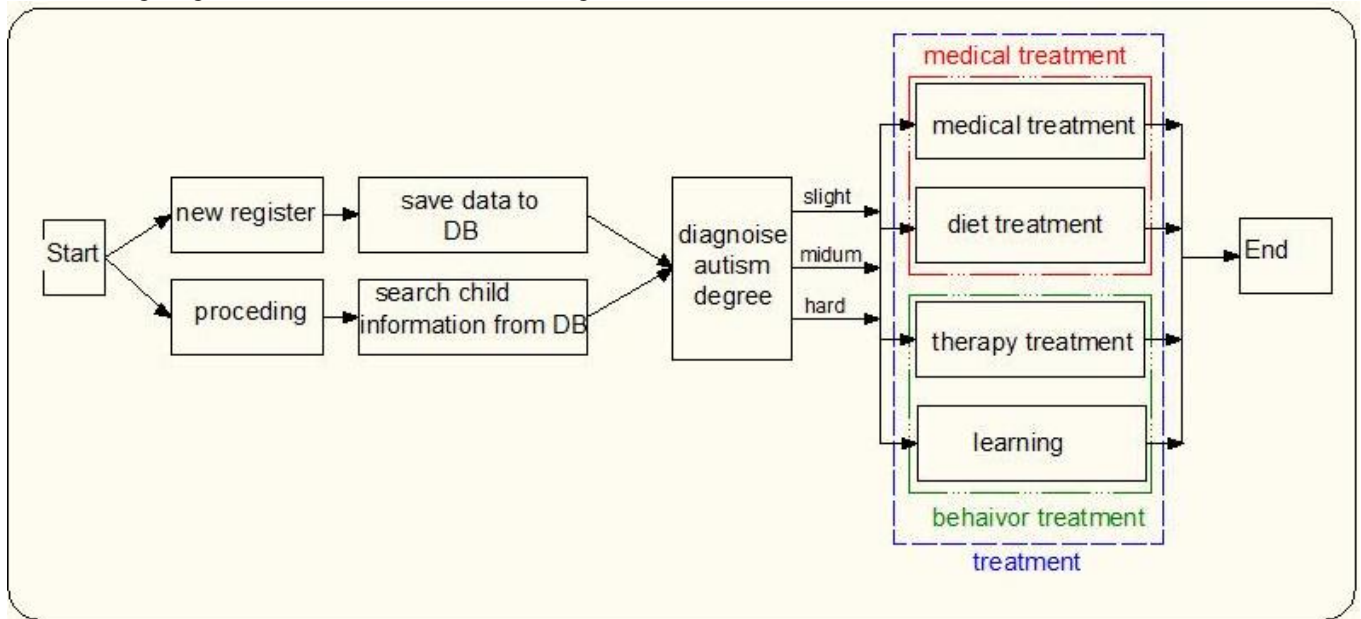 medical treatment
medical treatment
new register
save data to
DB
slight
diet treatment
Start
diagnoise
autism
degree
midum
End
proceding
search child
information from DB
hard
therapy treatment
learning
behaivor treatment
treatment